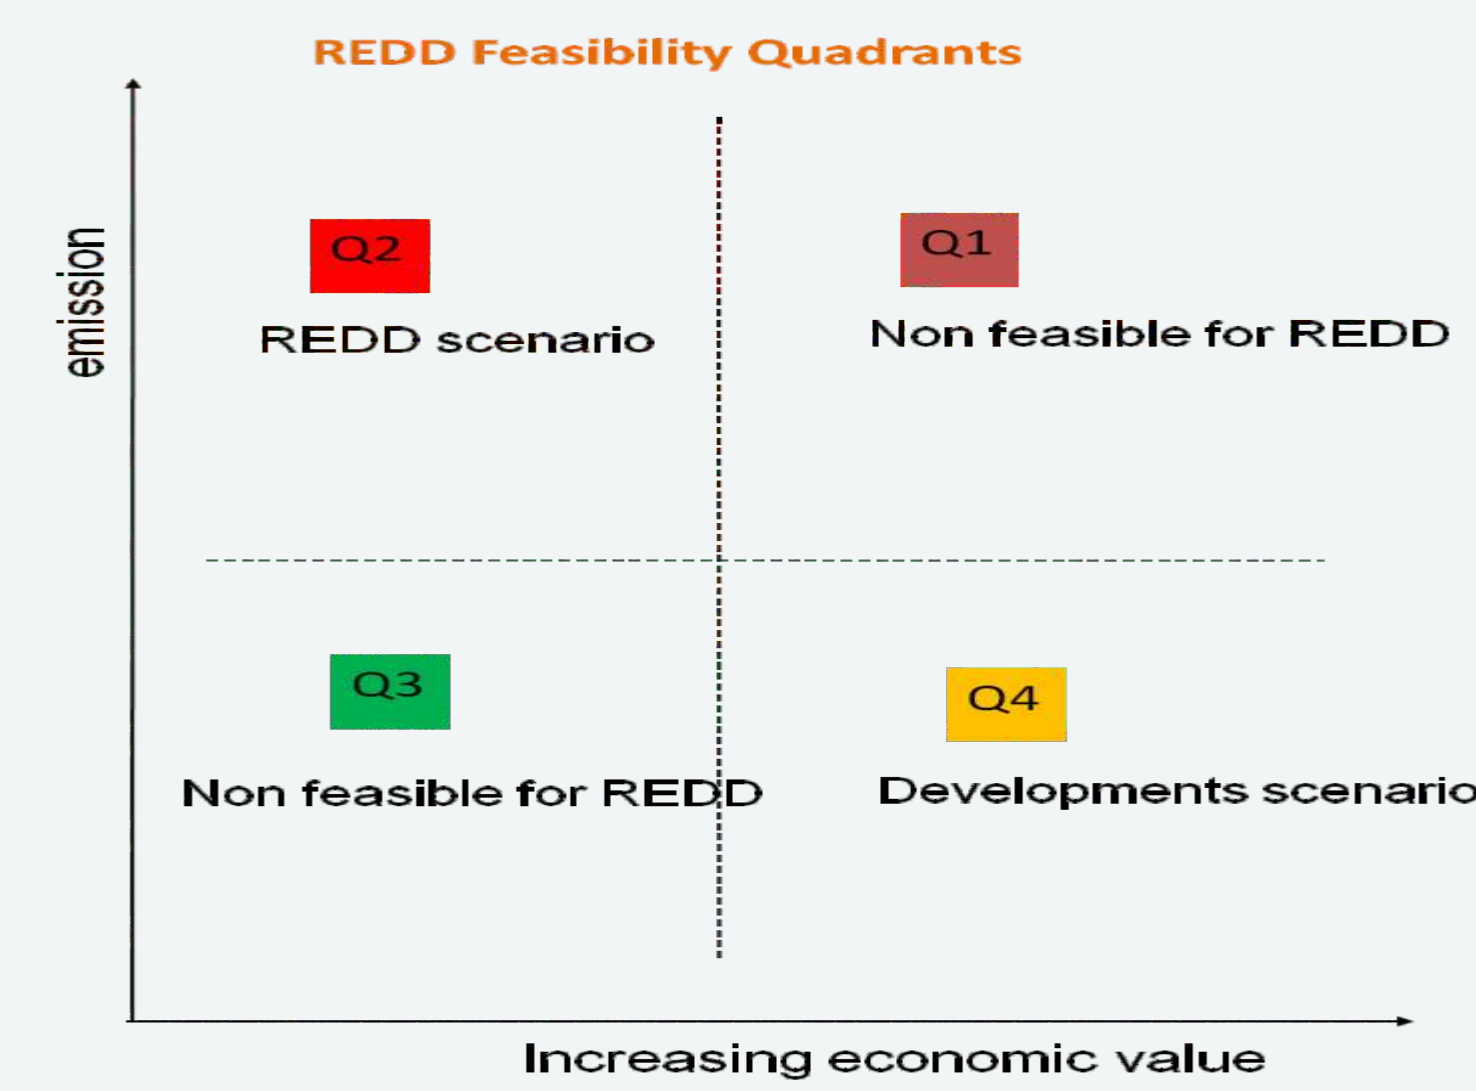 REDD Feasibility Quadrants
emission
Q2
REDD scenario
Q1
Non feasible for REDD
Q3
Non feasible for REDD
Q4
Developments scenario
Increasing economic value